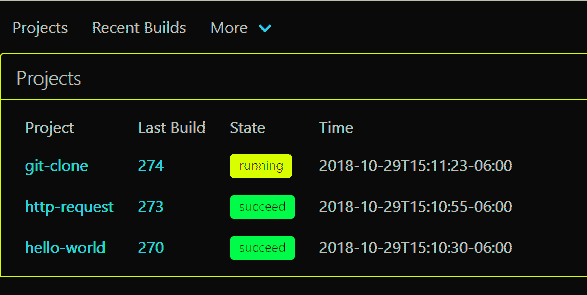 Projects Recent Builds More
Projects
Project Last Build State Time
git-clone 274 running 2018-10-29T15:11:23-06:00
http-request 273 succeed 2018-10-29T15:10:55-06:00
hello-world 270 succeed 2018-10-29T15:10:30-06:00